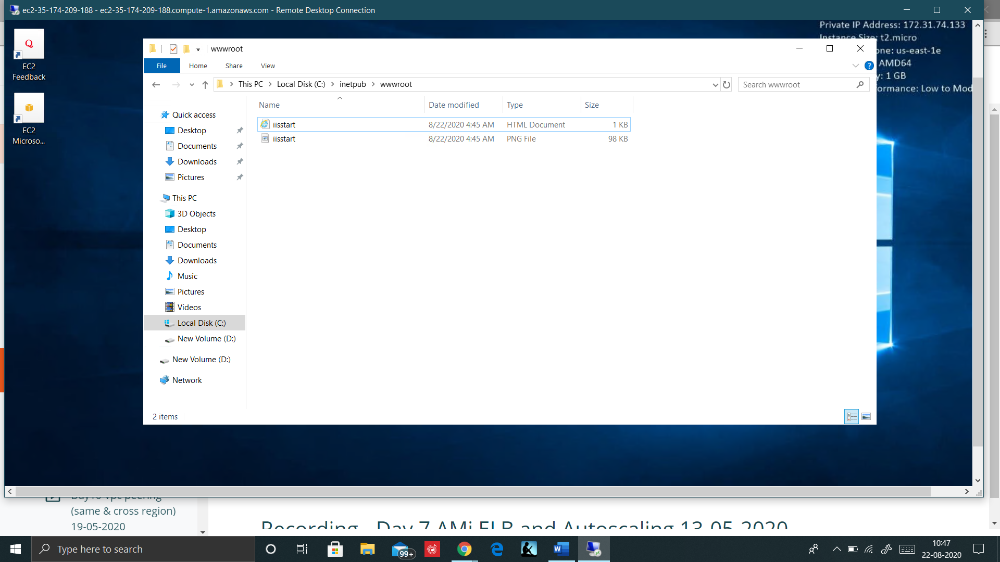 ec2-35-174-209-188 - ec2-35-174-209-188.compute-1.amazonaws.com - Remote Desktop Connection
Private IP Address: 172.31.74.133
Instance Size: t2.micro
one: us-east-1e
AMD64
y: 1 GB
formance: Low to Mod
Q
EC2
Feedback
EC2
Microso...
wwwroot
File
Home
Share
View
?
This PC
Local Disk (C:)
inetpub
wwwroot
Search wwwroot
Name
Date modified
Type
Size
iisstart
8/22/2020 4:45 AM
HTML Document
1 KB
iisstart
8/22/2020 4:45 AM
PNG File
98 KB
Quick access
Desktop
Documents
Downloads
Pictures
This PC
3D Objects
Desktop
Documents
Downloads
Music
Pictures
Videos
Local Disk (C:)
New Volume (D:)
New Volume (D:)
Network
2 items
Day10 vpc peering
(same & cross region)
19-05-2020
Recording - Day 7 AMi ELB and Autoscaling 13-05-2020
Type here to search
99+
10:47
22-08-2020